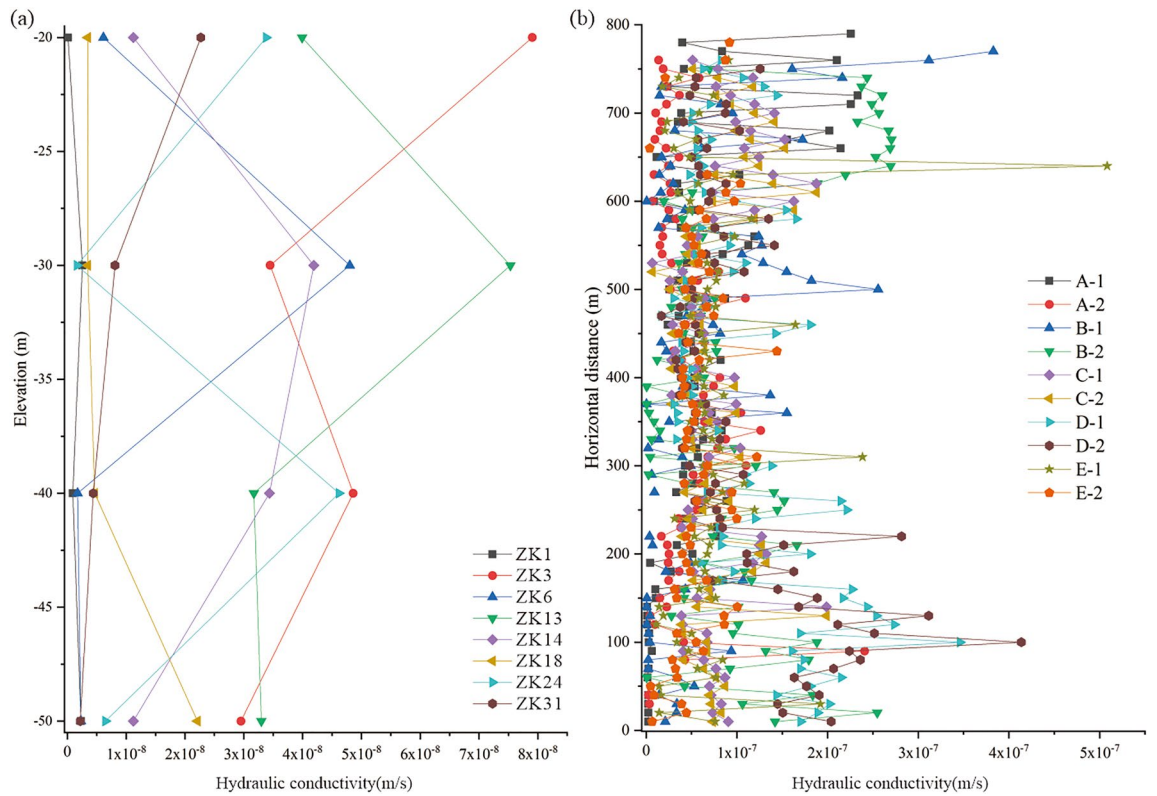 (a)
-20
-25
-30
-35
-40
-45
-50
Elevation (m)
0
1x10⁻⁸
2x10⁻⁸
3x10⁻⁸
4x10⁻⁸
5x10⁻⁸
6x10⁻⁸
7x10⁻⁸
8x10⁻⁸
Hydraulic conductivity(m/s)
ZK1
ZK3
ZK6
ZK13
ZK14
ZK18
ZK24
ZK31
(b)
800
700
600
500
400
300
200
100
0
Horizontal distance (m)
0
1x10⁻⁷
2x10⁻⁷
3x10⁻⁷
4x10⁻⁷
5x10⁻⁷
Hydraulic conductivity(m/s)
A-1
A-2
B-1
B-2
C-1
C-2
D-1
D-2
E-1
E-2